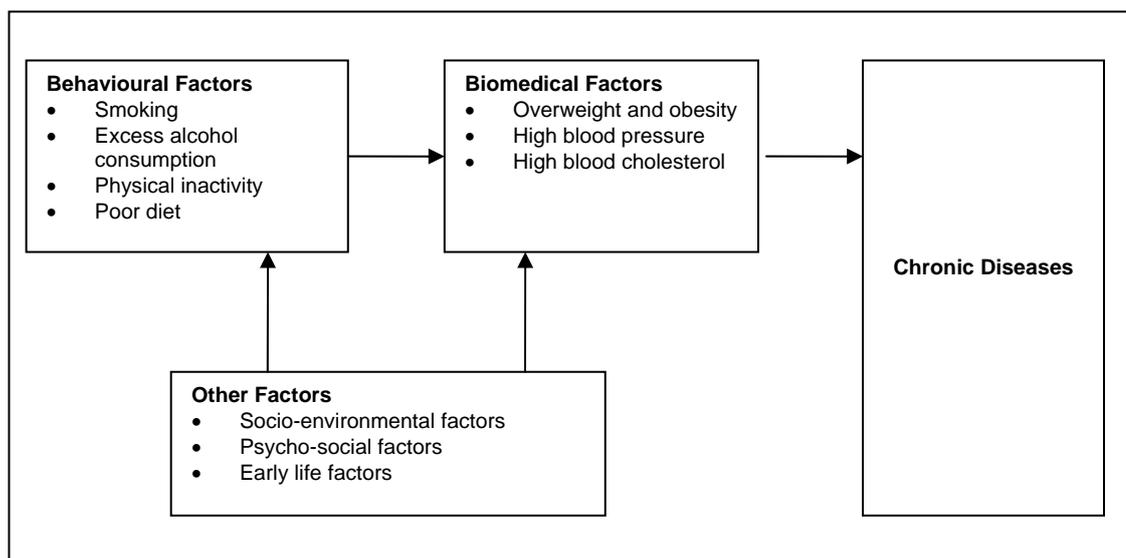 Behavioural Factors
• Smoking
• Excess alcohol
consumption
• Physical inactivity
• Poor diet
Biomedical Factors
• Overweight and obesity
• High blood pressure
• High blood cholesterol
Chronic Diseases
Other Factors
• Socio-environmental factors
• Psycho-social factors
• Early life factors